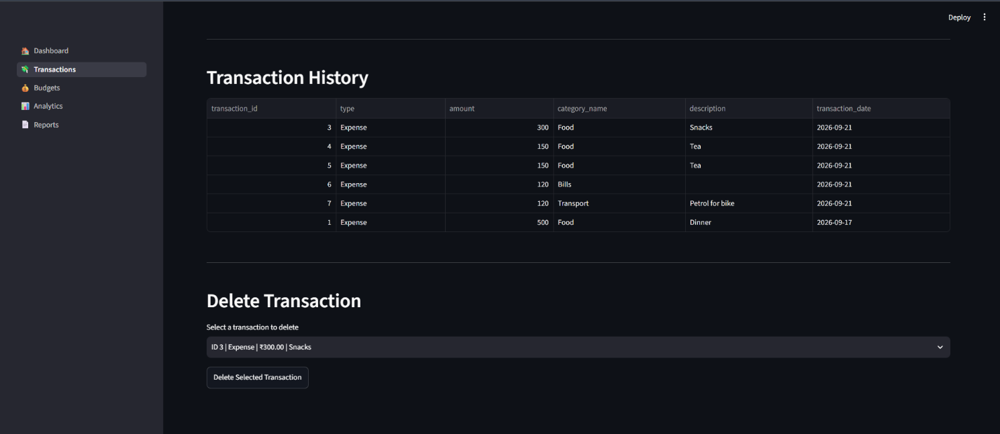 Deploy
Dashboard
Transactions
Budgets
Analytics
Reports
Transaction History
transaction_id type amount category_name description transaction_date
3 Expense 300 Food Snacks 2026-09-21
4 Expense 150 Food Tea 2026-09-21
5 Expense 150 Food Tea 2026-09-21
6 Expense 120 Bills 2026-09-21
7 Expense 120 Transport Petrol for bike 2026-09-21
1 Expense 500 Food Dinner 2026-09-17
Delete Transaction
Select a transaction to delete
ID 3 | Expense | ₹300.00 | Snacks
Delete Selected Transaction